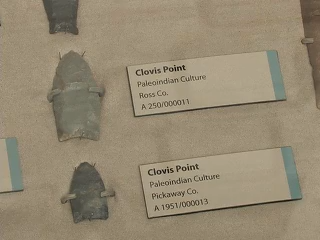 Clovis Point
Paleoindian Culture
Ross Co.
A 250/000011
Clovis Point
Paleoindian Culture
Pickaway Co.
A 1951/000013